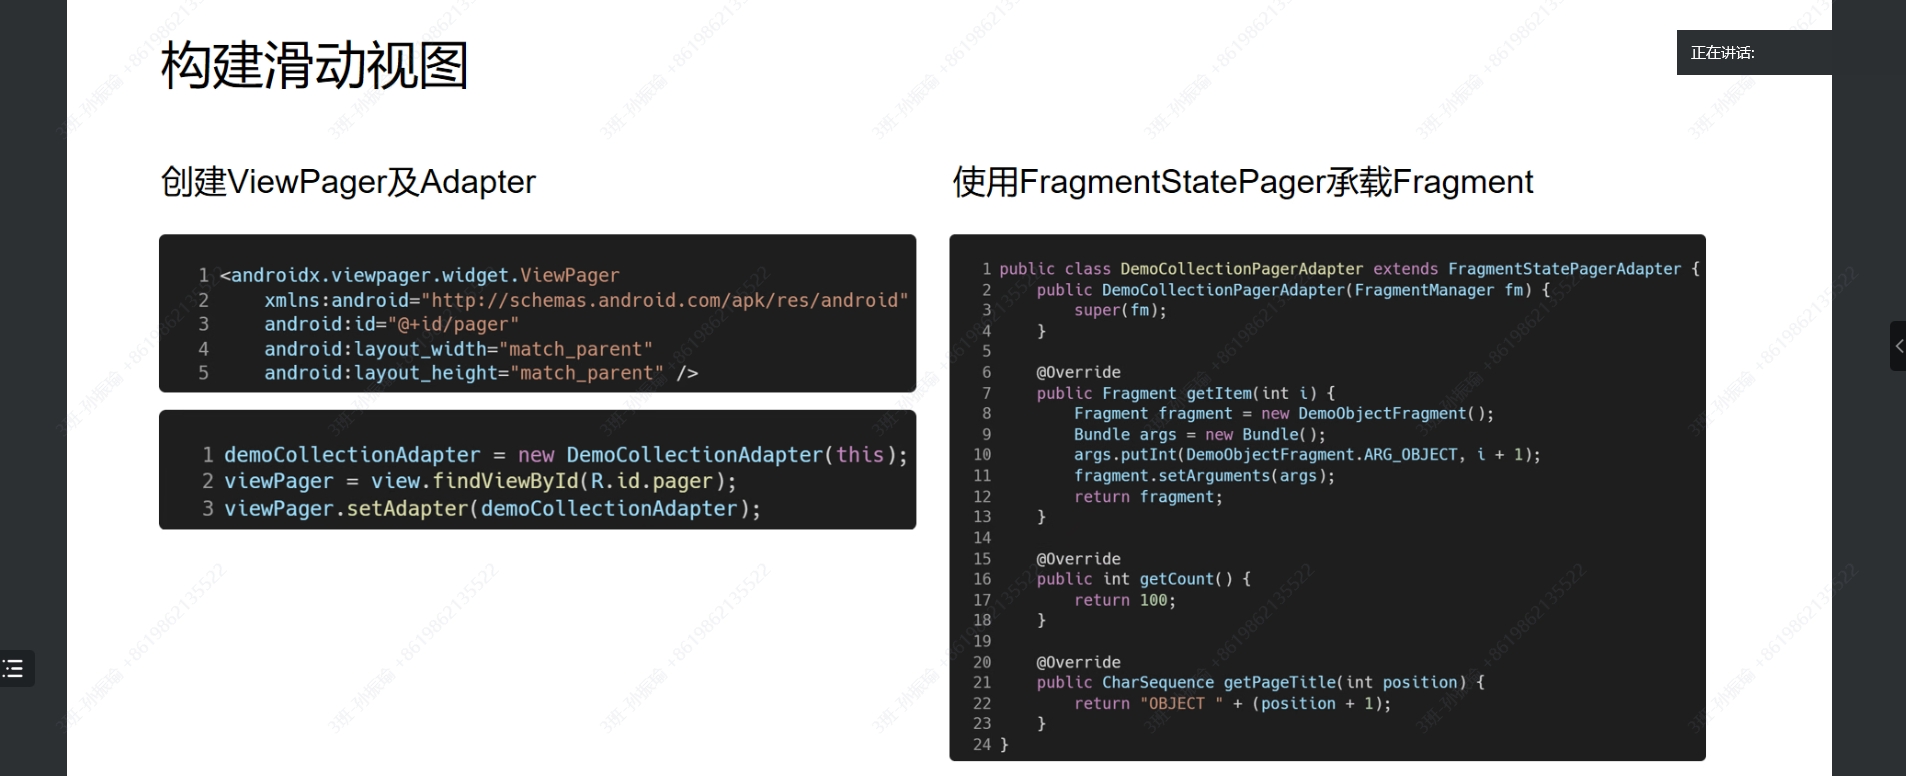 构建滑动视图
正在讲话:
创建ViewPager及Adapter
1 <androidx.viewpager.widget.ViewPager
2     xmlns:android="http://schemas.android.com/apk/res/android"
3     android:id="@+id/pager"
4     android:layout_width="match_parent"
5     android:layout_height="match_parent" />
1 demoCollectionAdapter = new DemoCollectionAdapter(this);
2 viewPager = view.findViewById(R.id.pager);
3 viewPager.setAdapter(demoCollectionAdapter);
使用FragmentStatePager承载Fragment
1 public class DemoCollectionPagerAdapter extends FragmentStatePagerAdapter {
2     public DemoCollectionPagerAdapter(FragmentManager fm) {
3         super(fm);
4     }
5
6     @Override
7     public Fragment getItem(int i) {
8         Fragment fragment = new DemoObjectFragment();
9         Bundle args = new Bundle();
10         args.putInt(DemoObjectFragment.ARG_OBJECT, i + 1);
11         fragment.setArguments(args);
12         return fragment;
13     }
14
15     @Override
16     public int getCount() {
17         return 100;
18     }
19
20     @Override
21     public CharSequence getPageTitle(int position) {
22         return "OBJECT " + (position + 1);
23     }
24 }
3班-孙振瑜 +8619862135522